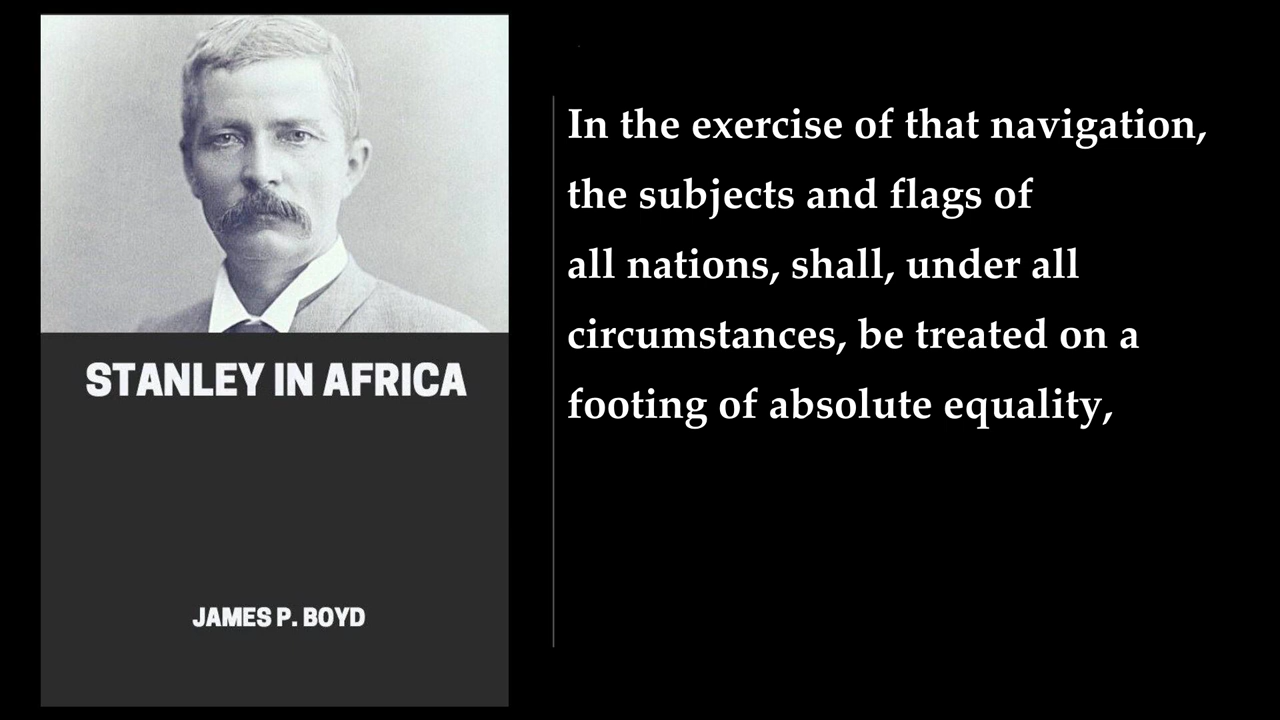 STANLEY IN AFRICA
JAMES P. BOYD
In the exercise of that navigation,
the subjects and flags of
all nations, shall, under all
circumstances, be treated on a
footing of absolute equality,